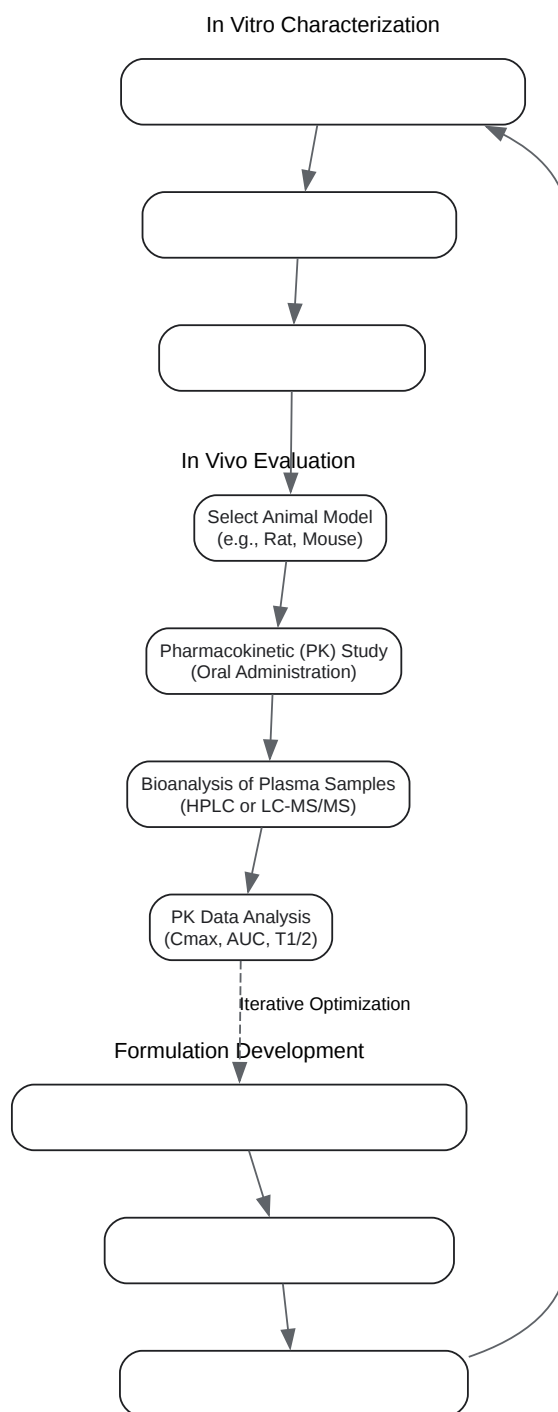 In Vitro Characterization
In Vivo Evaluation
Select Animal Model
(e.g., Rat, Mouse)
Pharmacokinetic (PK) Study
(Oral Administration)
Bioanalysis of Plasma Samples
(HPLC or LC-MS/MS)
PK Data Analysis
(Cmax, AUC, T1/2)
Iterative Optimization
Formulation Development